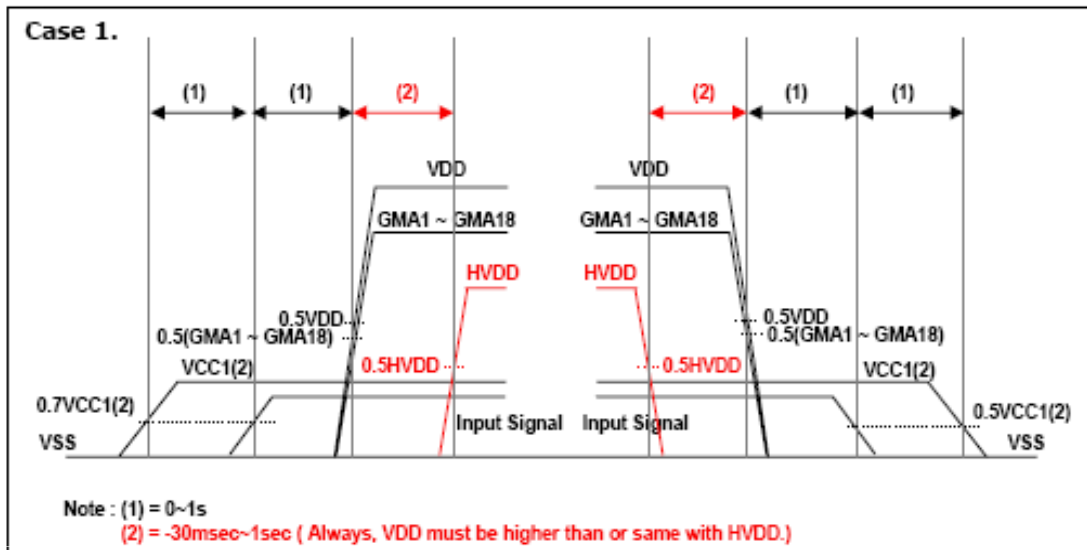 Case 1.
(1) (1) (2) (2) (1) (1)
VDD VDD
GMA1 ~ GMA18 GMA1 ~ GMA18
HVDD HVDD
0.5VDD 0.5VDD
0.5(GMA1 ~ GMA18) 0.5(GMA1 ~ GMA18)
VCC1(2) 0.5HVDD 0.5HVDD VCC1(2)
0.7VCC1(2) Input Signal Input Signal 0.5VCC1(2)
VSS VSS
Note : (1) = 0~1s
(2) = -30msec~1sec ( Always, VDD must be higher than or same with HVDD.)